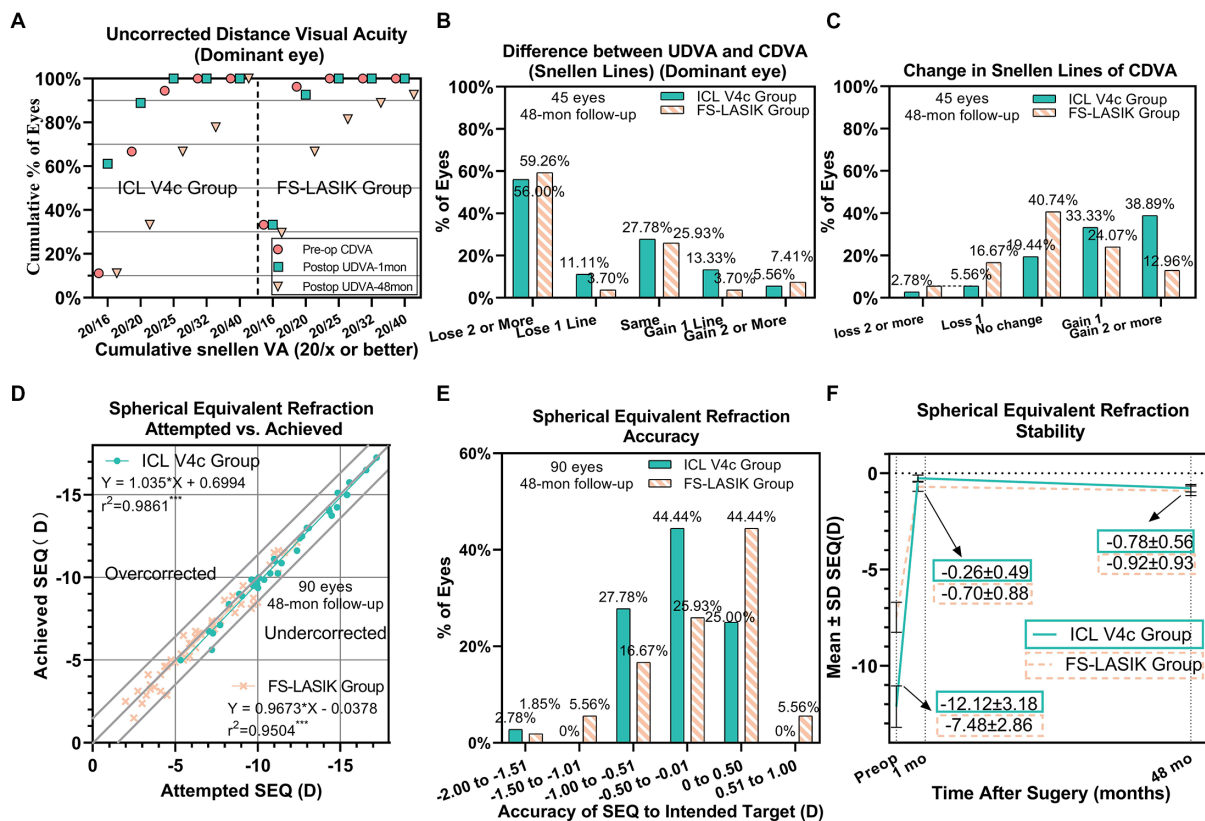 A
Uncorrected Distance Visual Acuity
(Dominant eye)
Cumulative % of Eyes
100%
80%
60%
40%
20%
0%
ICL V4c Group
FS-LASIK Group
Pre-op CDVA
Postop UDVA-1mon
Postop UDVA-48mon
20/16
20/20
20/25
20/32
20/40
20/16
20/20
20/25
20/32
20/40
Cumulative snellen VA (20/x or better)
B
Difference between UDVA and CDVA
(Snellen Lines) (Dominant eye)
% of Eyes
100%
80%
60%
40%
20%
0%
45 eyes
48-mon follow-up
ICL V4c Group
FS-LASIK Group
59.26%
56.00%
11.11%
3.70%
27.78%
25.93%
13.33%
3.70%
5.56%
7.41%
Lose 2 or More
Lose 1 Line
Same
Gain 1 Line
Gain 2 or More
C
Change in Snellen Lines of CDVA
% of Eyes
100%
80%
60%
40%
20%
0%
45 eyes
48-mon follow-up
ICL V4c Group
FS-LASIK Group
2.78%
5.56%
16.67%
19.44%
40.74%
33.33%
24.07%
38.89%
12.96%
loss 2 or more
Loss 1
No change
Gain 1
Gain 2 or more
D
Spherical Equivalent Refraction
Attempted vs. Achieved
Achieved SEQ (D)
-15
-10
-5
0
ICL V4c Group
Y = 1.035*X + 0.6994
r²=0.9861***
Overcorrected
90 eyes
48-mon follow-up
Undercorrected
FS-LASIK Group
Y = 0.9673*X - 0.0378
r²=0.9504***
0
-5
-10
-15
Attempted SEQ (D)
E
Spherical Equivalent Refraction
Accuracy
% of Eyes
60%
40%
20%
0%
90 eyes
48-mon follow-up
ICL V4c Group
FS-LASIK Group
2.78%
1.85%
0%
5.56%
27.78%
16.67%
44.44%
25.93%
25.00%
44.44%
0%
5.56%
-2.00 to -1.51
-1.50 to -1.01
-1.00 to -0.51
-0.50 to -0.01
0 to 0.50
0.51 to 1.00
Accuracy of SEQ to Intended Target (D)
F
Spherical Equivalent Refraction
Stability
Mean ± SD SEQ(D)
0
-5
-10
-0.26±0.49
-0.70±0.88
-0.78±0.56
-0.92±0.93
ICL V4c Group
FS-LASIK Group
-12.12±3.18
-7.48±2.86
Preop
1 mo
48 mo
Time After Sugery (months)